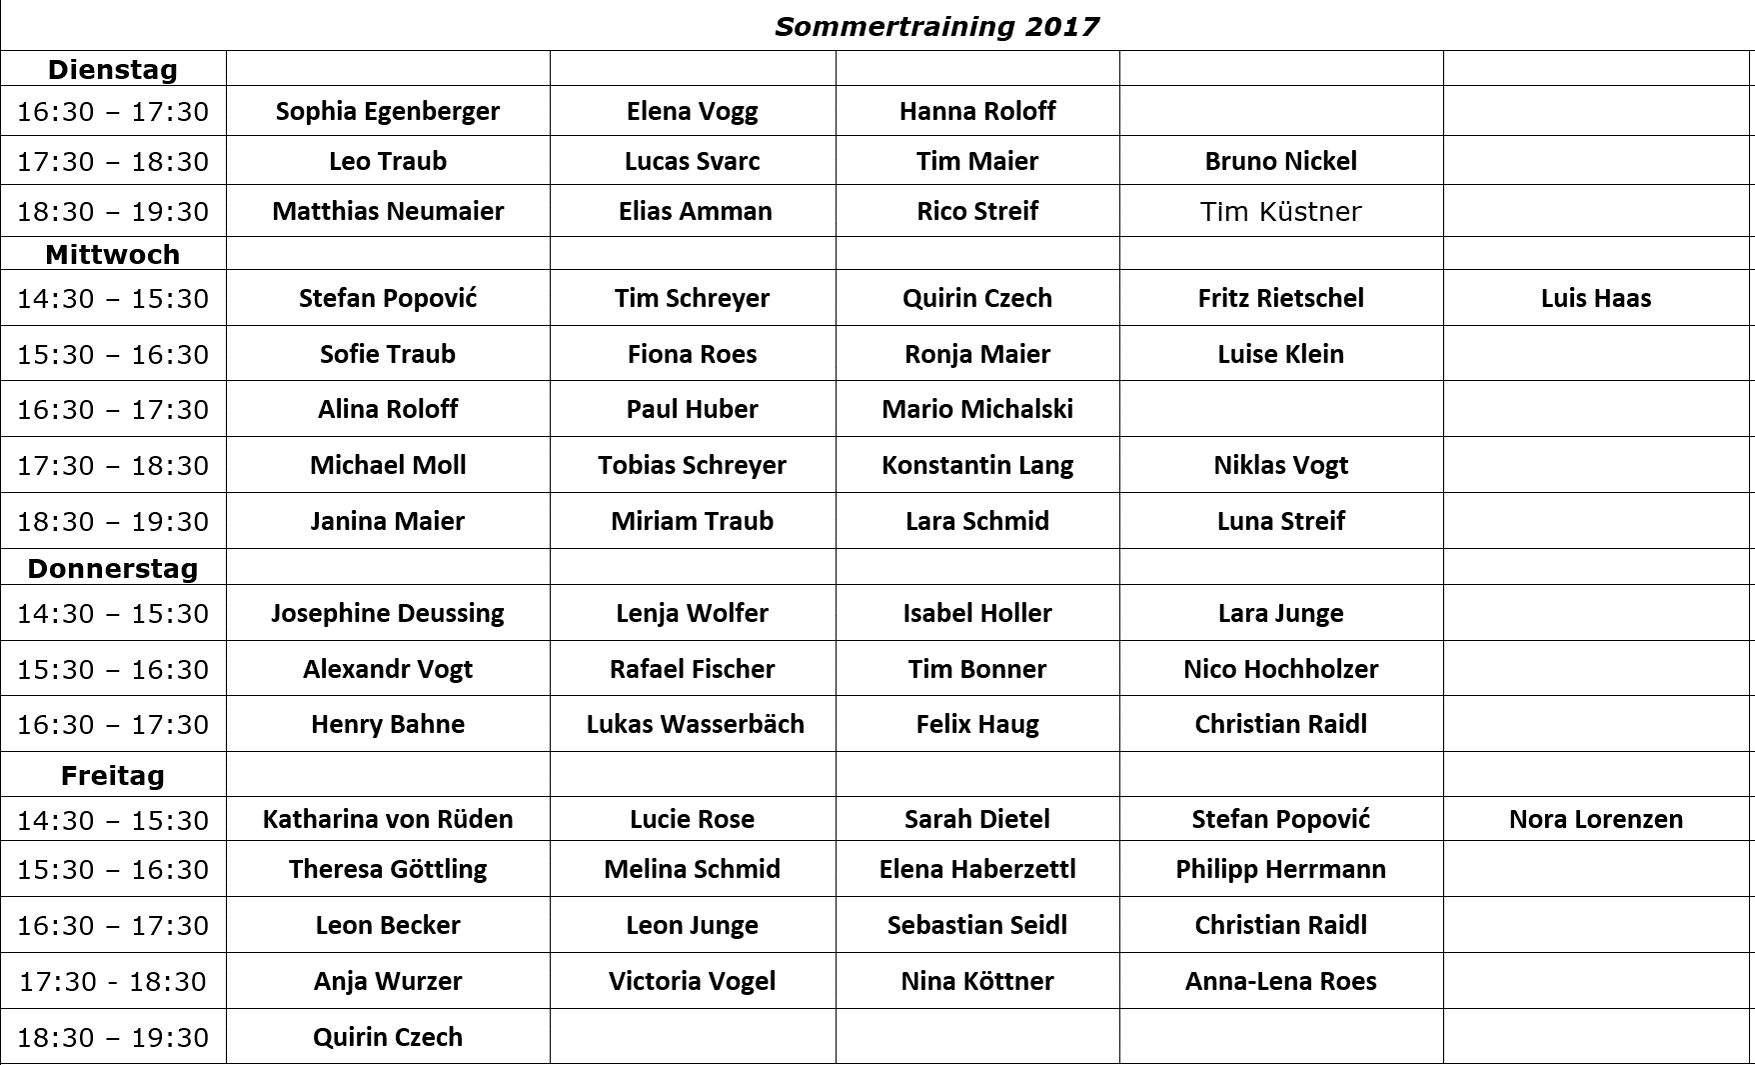 Sommertraining 2017
Dienstag
16:30 – 17:30 Sophia Egenberger Elena Vogg Hanna Roloff
17:30 – 18:30 Leo Traub Lucas Svarc Tim Maier Bruno Nickel
18:30 – 19:30 Matthias Neumaier Elias Amman Rico Streif Tim Küstner
Mittwoch
14:30 – 15:30 Stefan Popović Tim Schreyer Quirin Czech Fritz Rietschel Luis Haas
15:30 – 16:30 Sofie Traub Fiona Roes Ronja Maier Luise Klein
16:30 – 17:30 Alina Roloff Paul Huber Mario Michalski
17:30 – 18:30 Michael Moll Tobias Schreyer Konstantin Lang Niklas Vogt
18:30 – 19:30 Janina Maier Miriam Traub Lara Schmid Luna Streif
Donnerstag
14:30 – 15:30 Josephine Deussing Lenja Wolfer Isabel Holler Lara Junge
15:30 – 16:30 Alexandr Vogt Rafael Fischer Tim Bonner Nico Hochholzer
16:30 – 17:30 Henry Bahne Lukas Wasserbäch Felix Haug Christian Raidl
Freitag
14:30 – 15:30 Katharina von Rüden Lucie Rose Sarah Dietel Stefan Popović Nora Lorenzen
15:30 – 16:30 Theresa Göttling Melina Schmid Elena Haberzettl Philipp Herrmann
16:30 – 17:30 Leon Becker Leon Junge Sebastian Seidl Christian Raidl
17:30 - 18:30 Anja Wurzer Victoria Vogel Nina Köttner Anna-Lena Roes
18:30 – 19:30 Quirin Czech